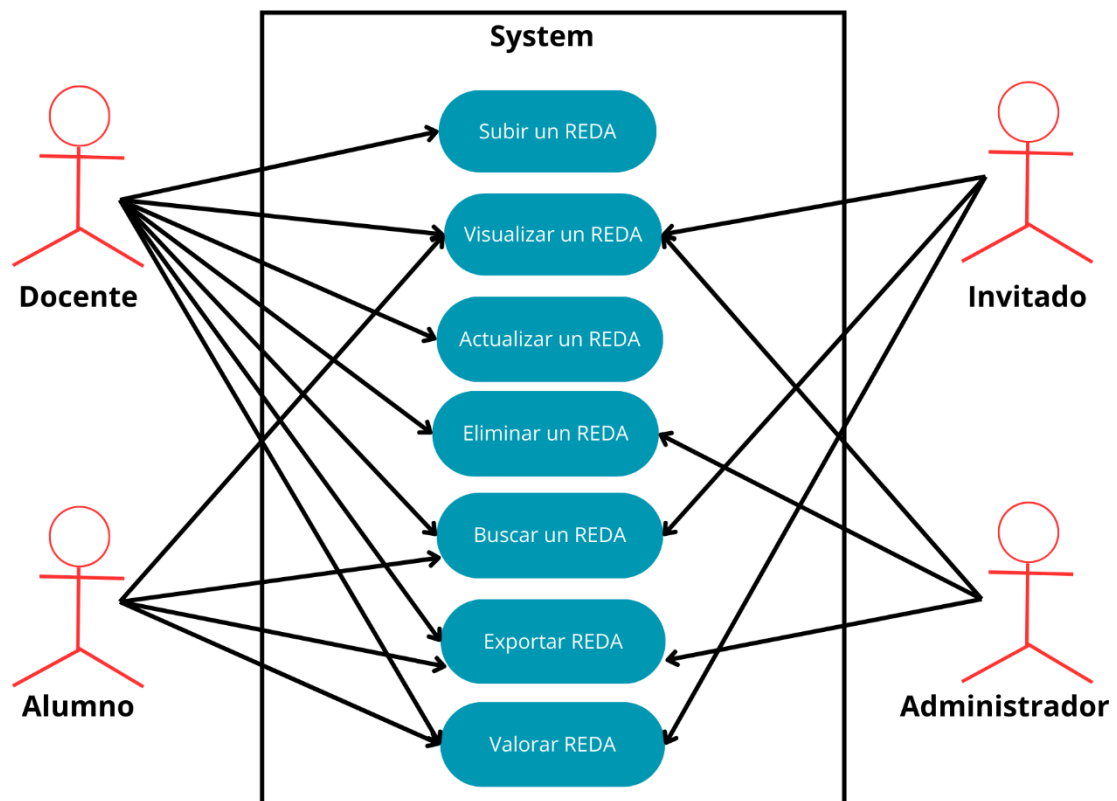 System
Subir un REDA
Visualizar un REDA
Docente
Invitado
Actualizar un REDA
Eliminar un REDA
Buscar un REDA
Exportar REDA
Alumno
Administrador
Valorar REDA